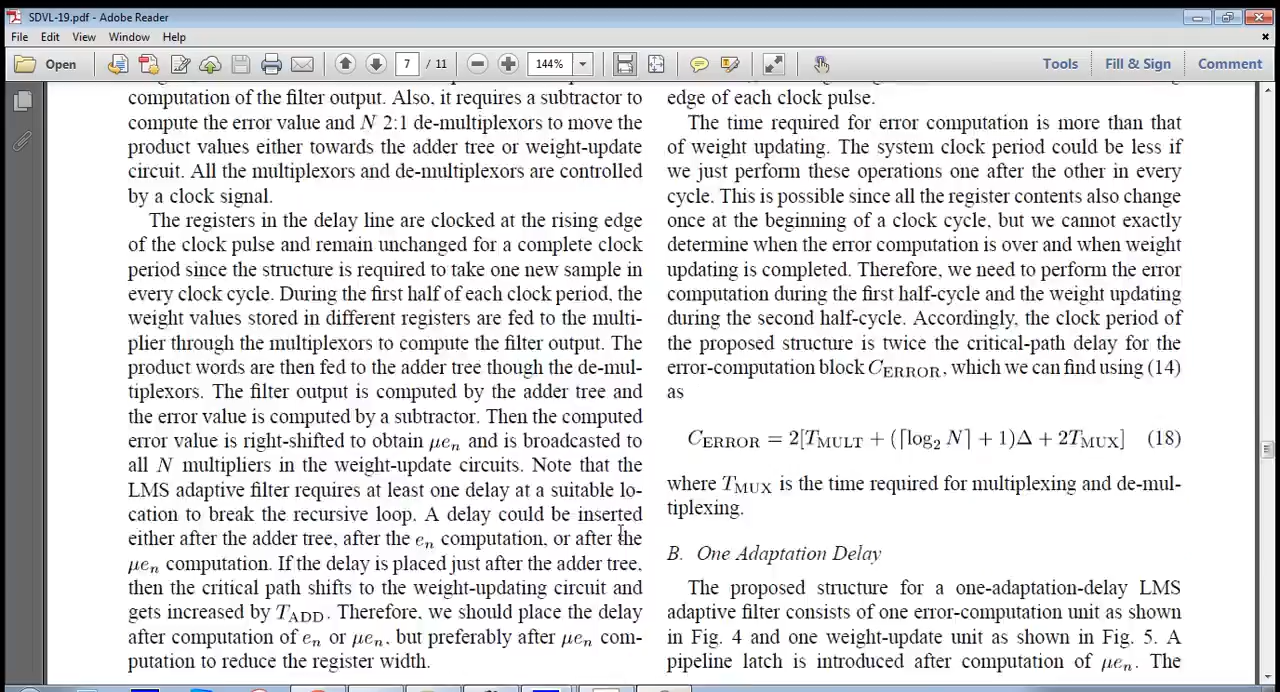 SDVL-19.pdf - Adobe Reader
File Edit View Window Help
Open 7 / 11 144% Tools Fill & Sign Comment
computation of the filter output. Also, it requires a subtractor to
compute the error value and N 2:1 de-multiplexors to move the
product values either towards the adder tree or weight-update
circuit. All the multiplexors and de-multiplexors are controlled
by a clock signal.
The registers in the delay line are clocked at the rising edge
of the clock pulse and remain unchanged for a complete clock
period since the structure is required to take one new sample in
every clock cycle. During the first half of each clock period, the
weight values stored in different registers are fed to the multi-
plier through the multiplexors to compute the filter output. The
product words are then fed to the adder tree though the de-mul-
tiplexors. The filter output is computed by the adder tree and
the error value is computed by a subtractor. Then the computed
error value is right-shifted to obtain μeₙ and is broadcasted to
all N multipliers in the weight-update circuits. Note that the
LMS adaptive filter requires at least one delay at a suitable lo-
cation to break the recursive loop. A delay could be inserted
either after the adder tree, after the eₙ computation, or after the
μeₙ computation. If the delay is placed just after the adder tree,
then the critical path shifts to the weight-updating circuit and
gets increased by T_ADD. Therefore, we should place the delay
after computation of eₙ or μeₙ, but preferably after μeₙ com-
putation to reduce the register width.
edge of each clock pulse.
The time required for error computation is more than that
of weight updating. The system clock period could be less if
we just perform these operations one after the other in every
cycle. This is possible since all the register contents also change
once at the beginning of a clock cycle, but we cannot exactly
determine when the error computation is over and when weight
updating is completed. Therefore, we need to perform the error
computation during the first half-cycle and the weight updating
during the second half-cycle. Accordingly, the clock period of
the proposed structure is twice the critical-path delay for the
error-computation block C_ERROR, which we can find using (14)
as
C_ERROR = 2[T_MULT + (⌈log₂ N⌉ + 1)Δ + 2T_MUX] (18)
where T_MUX is the time required for multiplexing and de-mul-
tiplexing.
B. One Adaptation Delay
The proposed structure for a one-adaptation-delay LMS
adaptive filter consists of one error-computation unit as shown
in Fig. 4 and one weight-update unit as shown in Fig. 5. A
pipeline latch is introduced after computation of μeₙ. The